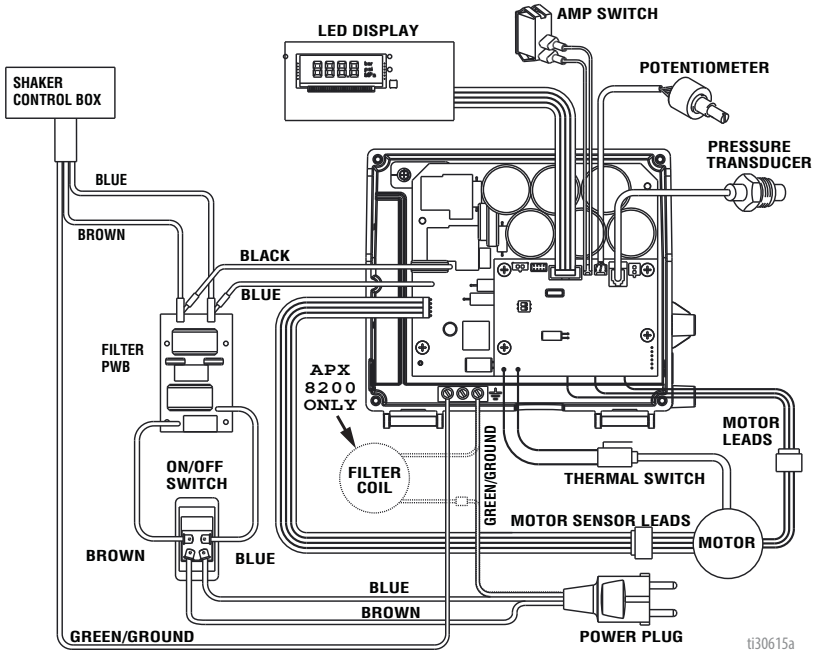 AMP SWITCH
LED DISPLAY
SHAKER
CONTROL BOX
POTENTIOMETER
PRESSURE
TRANSDUCER
BLUE
BROWN
BLACK
BLUE
FILTER
PWB
APX
8200
ONLY
FILTER
COIL
GREEN/GROUND
MOTOR
LEADS
THERMAL SWITCH
ON/OFF
SWITCH
MOTOR SENSOR LEADS
MOTOR
BROWN
BLUE
BLUE
BROWN
GREEN/GROUND
POWER PLUG
ti30615a